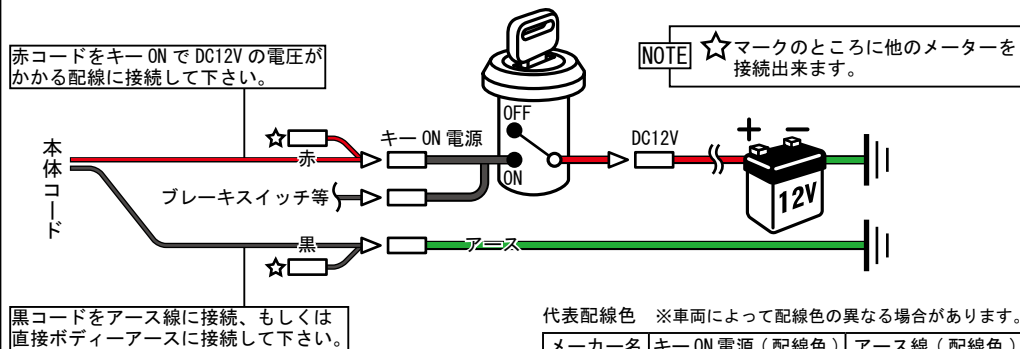 赤コードをキー ON で DC12V の電圧が
かかる配線に接続して下さい。
NOTE ☆マークのところに他のメーターを
接続出来ます。
OFF
ON
☆
キー ON 電源
DC12V
+ −
12V
本体コード
赤
ブレーキスイッチ等
黒
アース
☆
黒コードをアース線に接続、もしくは
直接ボディーアースに接続して下さい。
代表配線色 ※車両によって配線色の異なる場合があります。
メーカー名 キー ON 電源 ( 配線色 ) アース線 ( 配線色 )